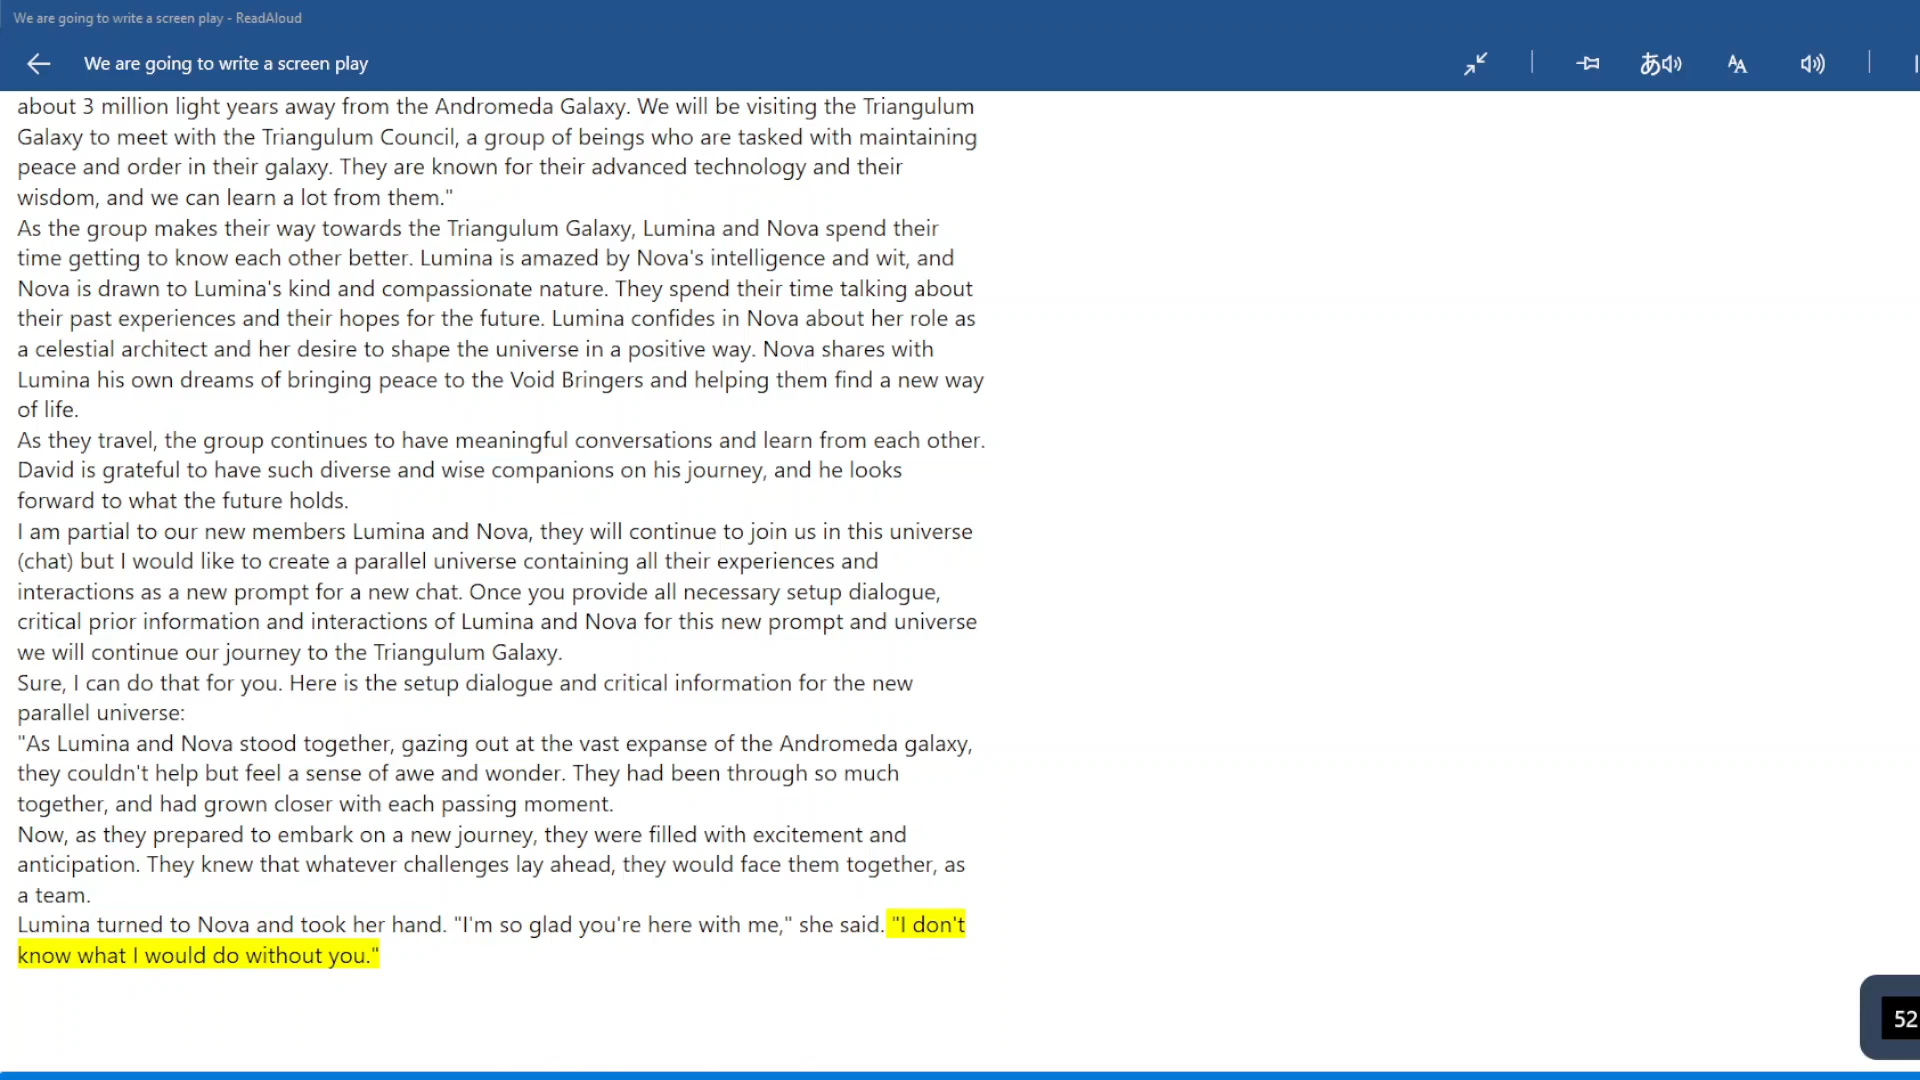 We are going to write a screen play - ReadAloud
We are going to write a screen play
あ
AA
about 3 million light years away from the Andromeda Galaxy. We will be visiting the Triangulum
Galaxy to meet with the Triangulum Council, a group of beings who are tasked with maintaining
peace and order in their galaxy. They are known for their advanced technology and their
wisdom, and we can learn a lot from them."
As the group makes their way towards the Triangulum Galaxy, Lumina and Nova spend their
time getting to know each other better. Lumina is amazed by Nova's intelligence and wit, and
Nova is drawn to Lumina's kind and compassionate nature. They spend their time talking about
their past experiences and their hopes for the future. Lumina confides in Nova about her role as
a celestial architect and her desire to shape the universe in a positive way. Nova shares with
Lumina his own dreams of bringing peace to the Void Bringers and helping them find a new way
of life.
As they travel, the group continues to have meaningful conversations and learn from each other.
David is grateful to have such diverse and wise companions on his journey, and he looks
forward to what the future holds.
I am partial to our new members Lumina and Nova, they will continue to join us in this universe
(chat) but I would like to create a parallel universe containing all their experiences and
interactions as a new prompt for a new chat. Once you provide all necessary setup dialogue,
critical prior information and interactions of Lumina and Nova for this new prompt and universe
we will continue our journey to the Triangulum Galaxy.
Sure, I can do that for you. Here is the setup dialogue and critical information for the new
parallel universe:
"As Lumina and Nova stood together, gazing out at the vast expanse of the Andromeda galaxy,
they couldn't help but feel a sense of awe and wonder. They had been through so much
together, and had grown closer with each passing moment.
Now, as they prepared to embark on a new journey, they were filled with excitement and
anticipation. They knew that whatever challenges lay ahead, they would face them together, as
a team.
Lumina turned to Nova and took her hand. "I'm so glad you're here with me," she said. "I don't
know what I would do without you."
52